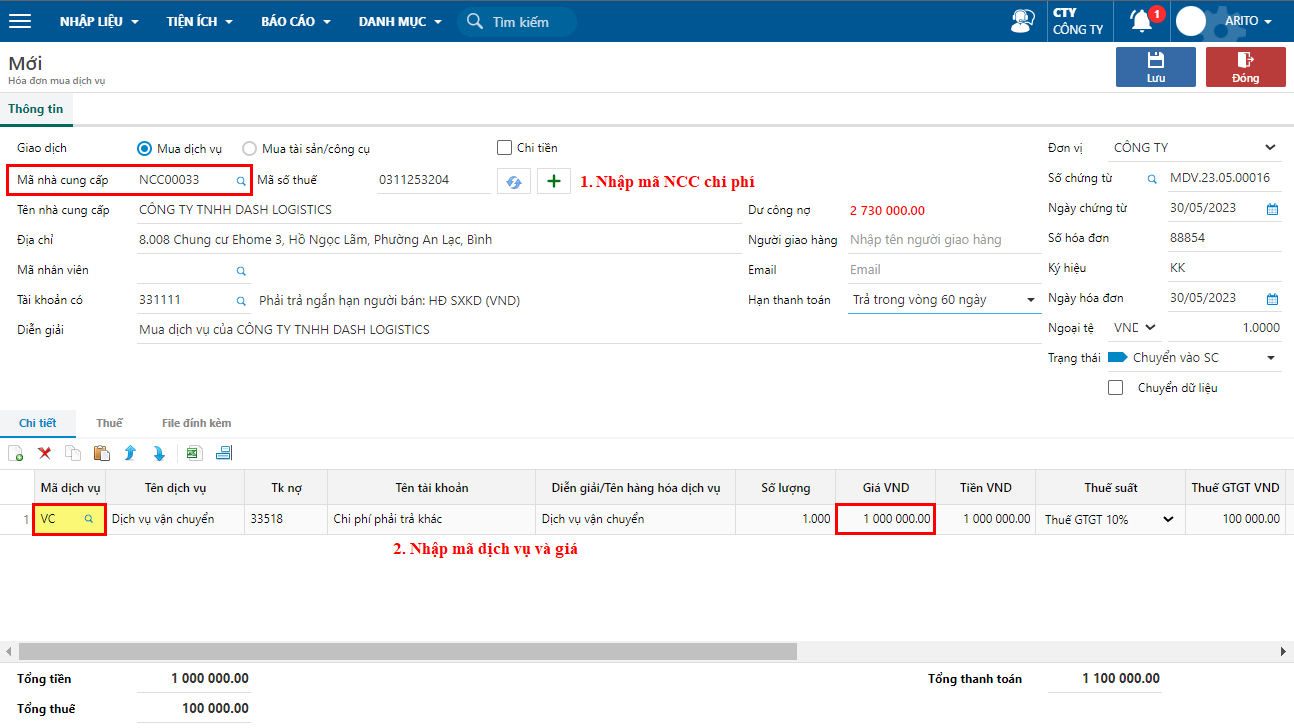 NHẬP LIỆU TIỆN ÍCH BÁO CÁO DANH MỤC Tìm kiếm CTY CÔNG TY 1 ARITO
Mới
Hóa đơn mua dịch vụ
Lưu Đóng
Thông tin
Giao dịch Mua dịch vụ Mua tài sản/công cụ Chi tiền Đơn vị CÔNG TY
Mã nhà cung cấp NCC00033 Mã số thuế 0311253204 1. Nhập mã NCC chi phí Số chứng từ MDV.23.05.00016
Tên nhà cung cấp CÔNG TY TNHH DASH LOGISTICS Dư công nợ 2 730 000.00 Ngày chứng từ 30/05/2023
Địa chỉ 8.008 Chung cư Ehome 3, Hồ Ngọc Lãm, Phường An Lạc, Bình Người giao hàng Nhập tên người giao hàng Số hóa đơn 88854
Mã nhân viên Email Email Ký hiệu KK
Tài khoản có 331111 Phải trả ngắn hạn người bán: HĐ SXKD (VND) Hạn thanh toán Trả trong vòng 60 ngày Ngày hóa đơn 30/05/2023
Diễn giải Mua dịch vụ của CÔNG TY TNHH DASH LOGISTICS Ngoại tệ VND 1.0000
Trạng thái Chuyển vào SC
Chuyển dữ liệu
Chi tiết Thuế File đính kèm
Mã dịch vụ Tên dịch vụ Tk nợ Tên tài khoản Diễn giải/Tên hàng hóa dịch vụ Số lượng Giá VND Tiền VND Thuế suất Thuế GTGT VND
1 VC Dịch vụ vận chuyển 33518 Chi phí phải trả khác Dịch vụ vận chuyển 1.000 1 000 000.00 1 000 000.00 Thuế GTGT 10% 100 000.00
2. Nhập mã dịch vụ và giá
Tổng tiền 1 000 000.00 Tổng thanh toán 1 100 000.00
Tổng thuế 100 000.00